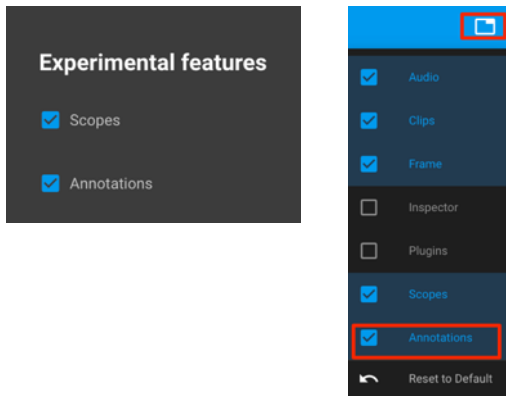 Experimental features
Scopes
Annotations
Audio
Clips
Frame
Inspector
Plugins
Scopes
Annotations
Reset to Default